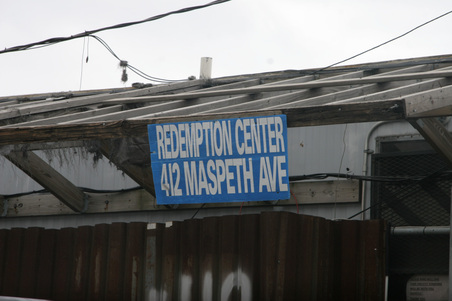 REDEMPTION CENTER
412 MASPETH AVE